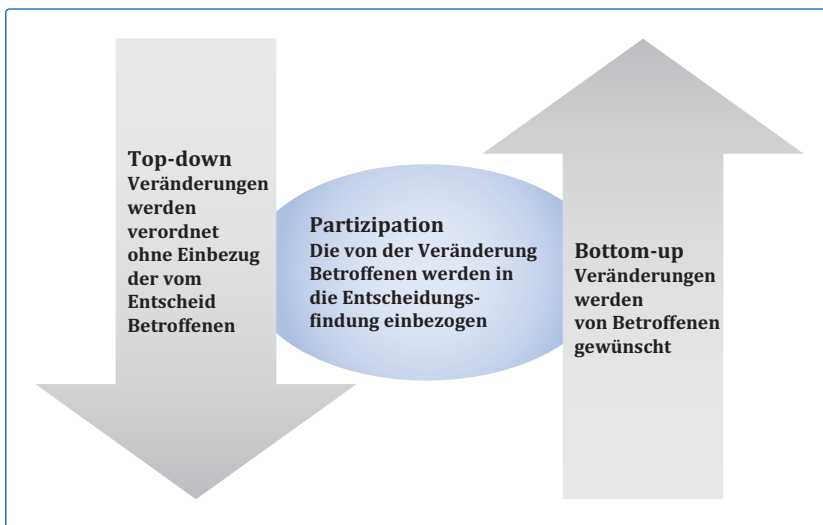 Top-down
Veränderungen
werden
verordnet
ohne Einbezug
der vom
Entscheid
Betroffenen
Partizipation
Die von der Veränderung
Betroffenen werden in
die Entscheidungs-
findung einbezogen
Bottom-up
Veränderungen
werden
von Betroffenen
gewünscht